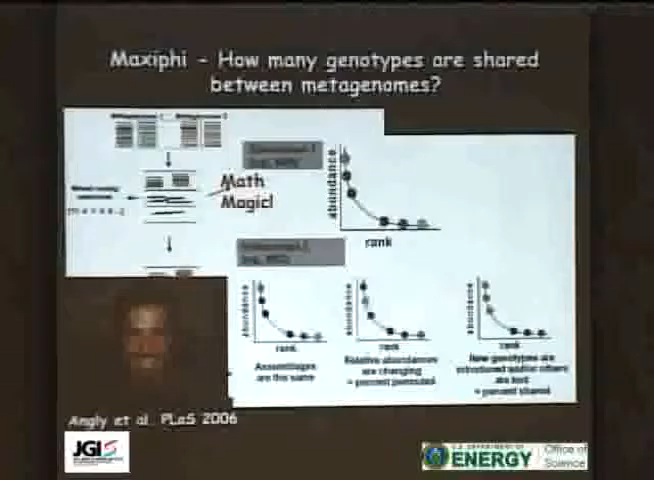 Maxiphi - How many genotypes are shared
between metagenomes?
Math
Magic!
abundance
rank
abundance
rank
Assemblages
are the same
abundance
rank
Relative abundances
are changing
= percent permuted
abundance
rank
New genotypes are
introduced and/or others
are lost
= percent shared
Angly et al. PLoS 2006
JGI
U.S. DEPARTMENT OF
ENERGY
Office of
Science